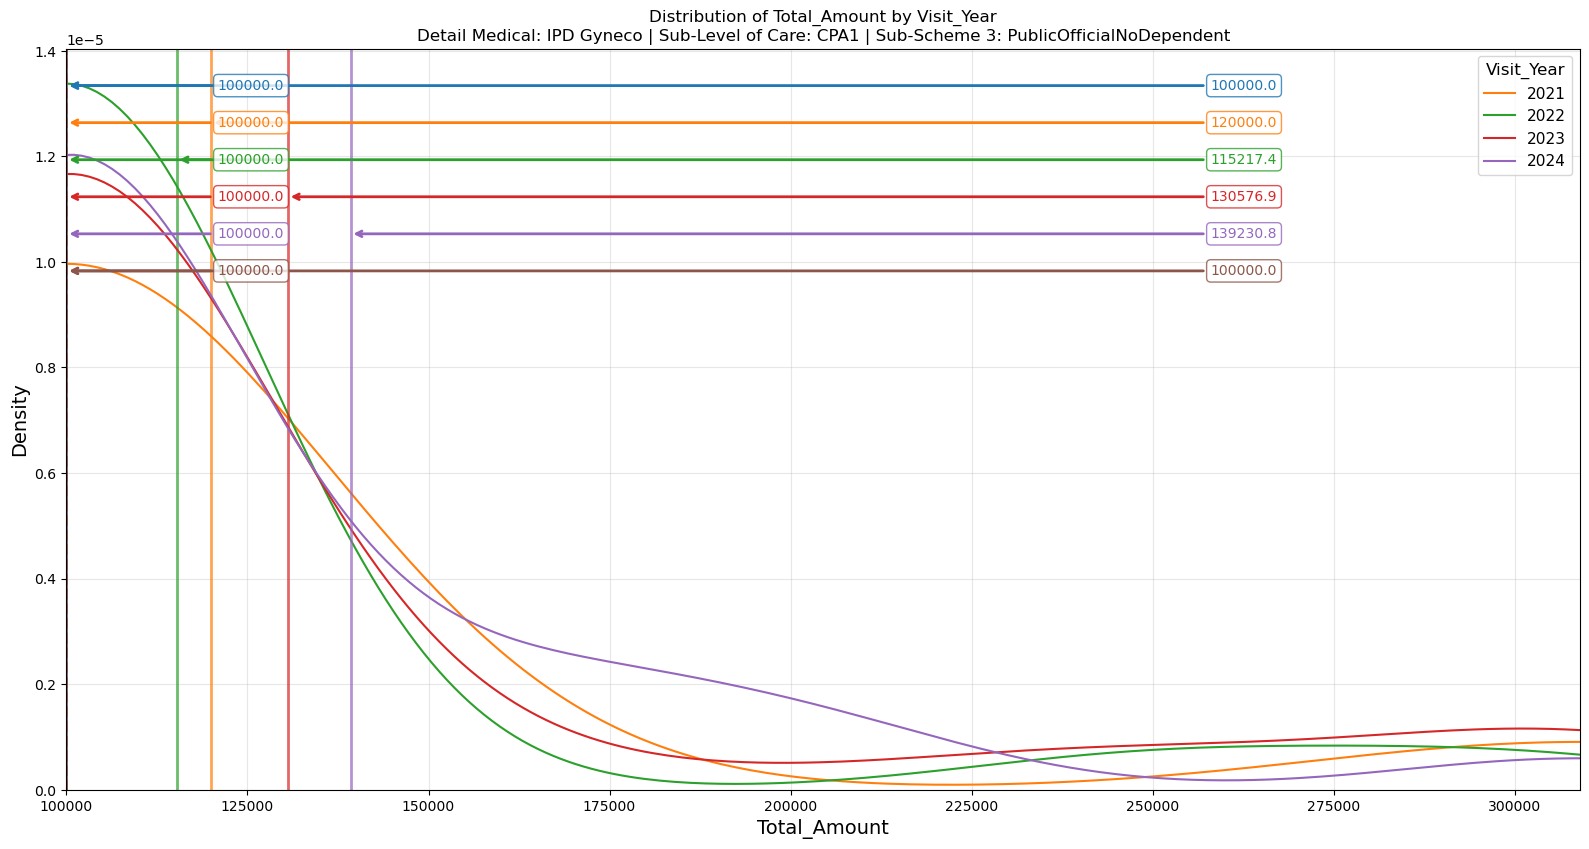 Distribution of Total_Amount by Visit_Year
Detail Medical: IPD Gyneco | Sub-Level of Care: CPA1 | Sub-Scheme 3: PublicOfficialNoDependent
1e−5
1.4
1.2
1.0
0.8
0.6
0.4
0.2
0.0
Density
100000.0 100000.0
100000.0 120000.0
100000.0 115217.4
100000.0 130576.9
100000.0 139230.8
100000.0 100000.0
Visit_Year
2021
2022
2023
2024
100000 125000 150000 175000 200000 225000 250000 275000 300000
Total_Amount